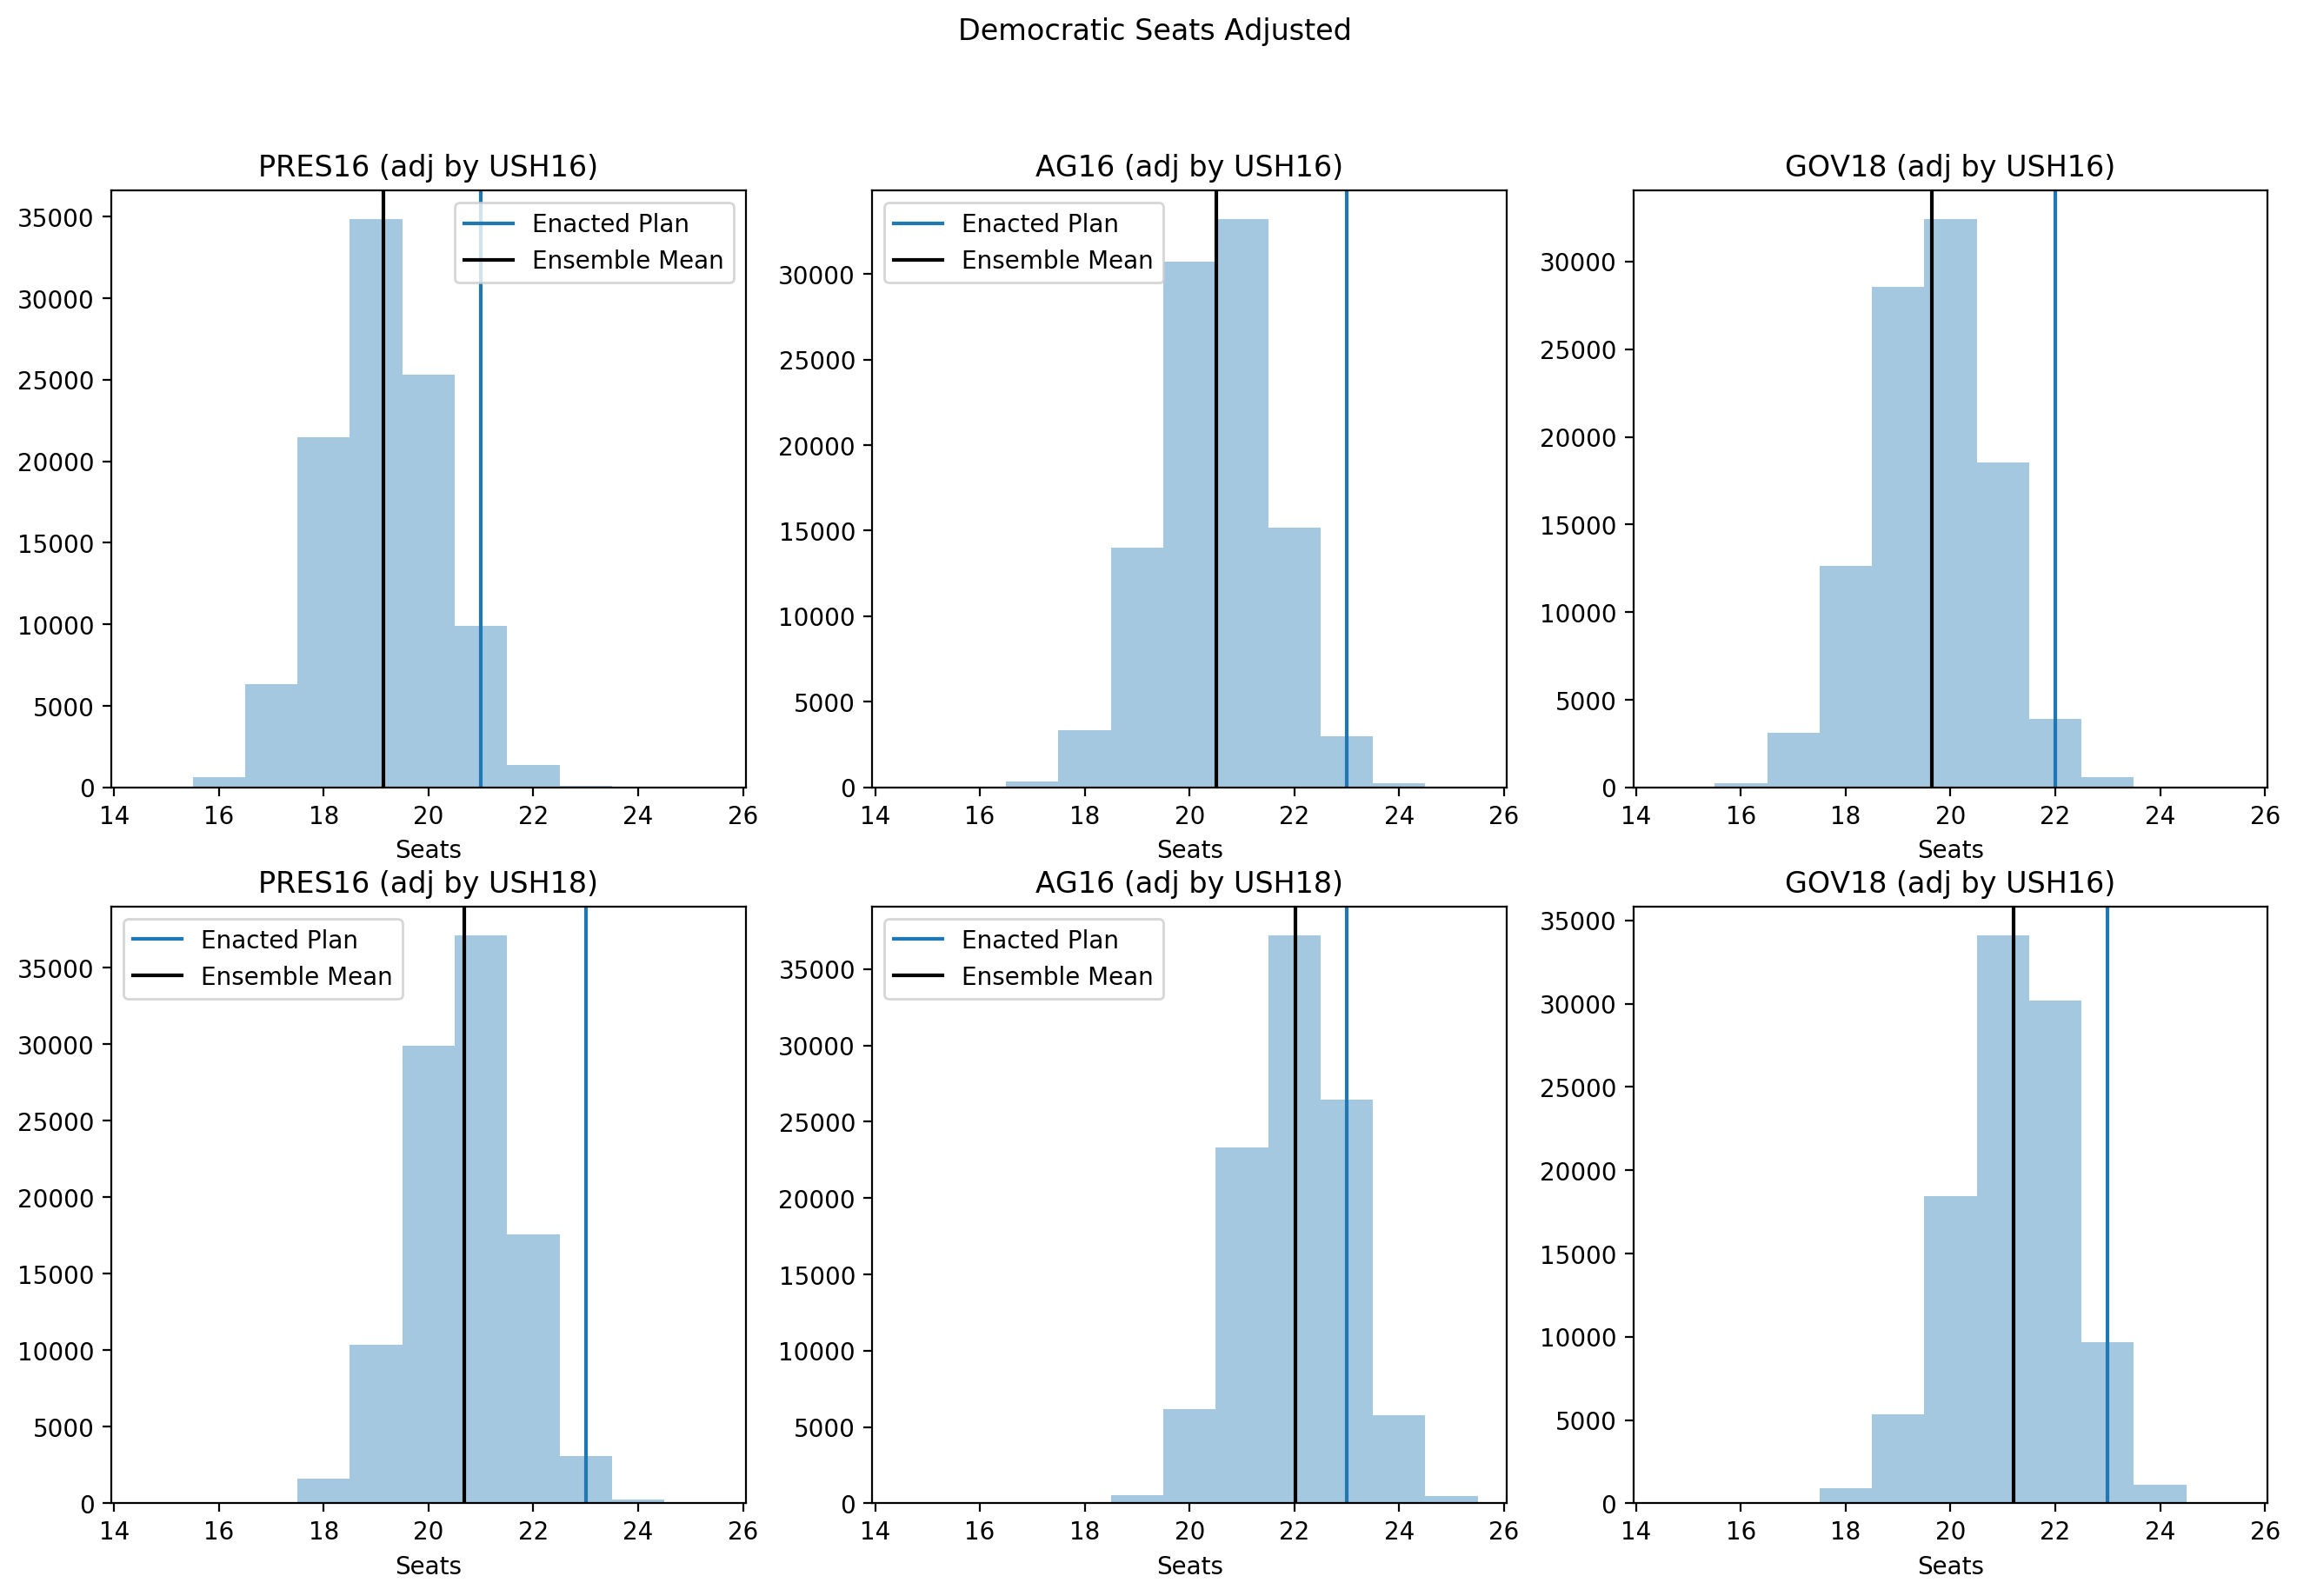 Democratic Seats Adjusted
PRES16 (adj by USH16)
35000
30000
25000
20000
15000
10000
5000
0
Enacted Plan
Ensemble Mean
14 16 18 20 22 24 26
Seats
AG16 (adj by USH16)
30000
25000
20000
15000
10000
5000
0
Enacted Plan
Ensemble Mean
14 16 18 20 22 24 26
Seats
GOV18 (adj by USH16)
30000
25000
20000
15000
10000
5000
0
14 16 18 20 22 24 26
Seats
PRES16 (adj by USH18)
Enacted Plan
Ensemble Mean
35000
30000
25000
20000
15000
10000
5000
0
14 16 18 20 22 24 26
Seats
AG16 (adj by USH18)
Enacted Plan
Ensemble Mean
35000
30000
25000
20000
15000
10000
5000
0
14 16 18 20 22 24 26
Seats
GOV18 (adj by USH16)
35000
30000
25000
20000
15000
10000
5000
0
14 16 18 20 22 24 26
Seats